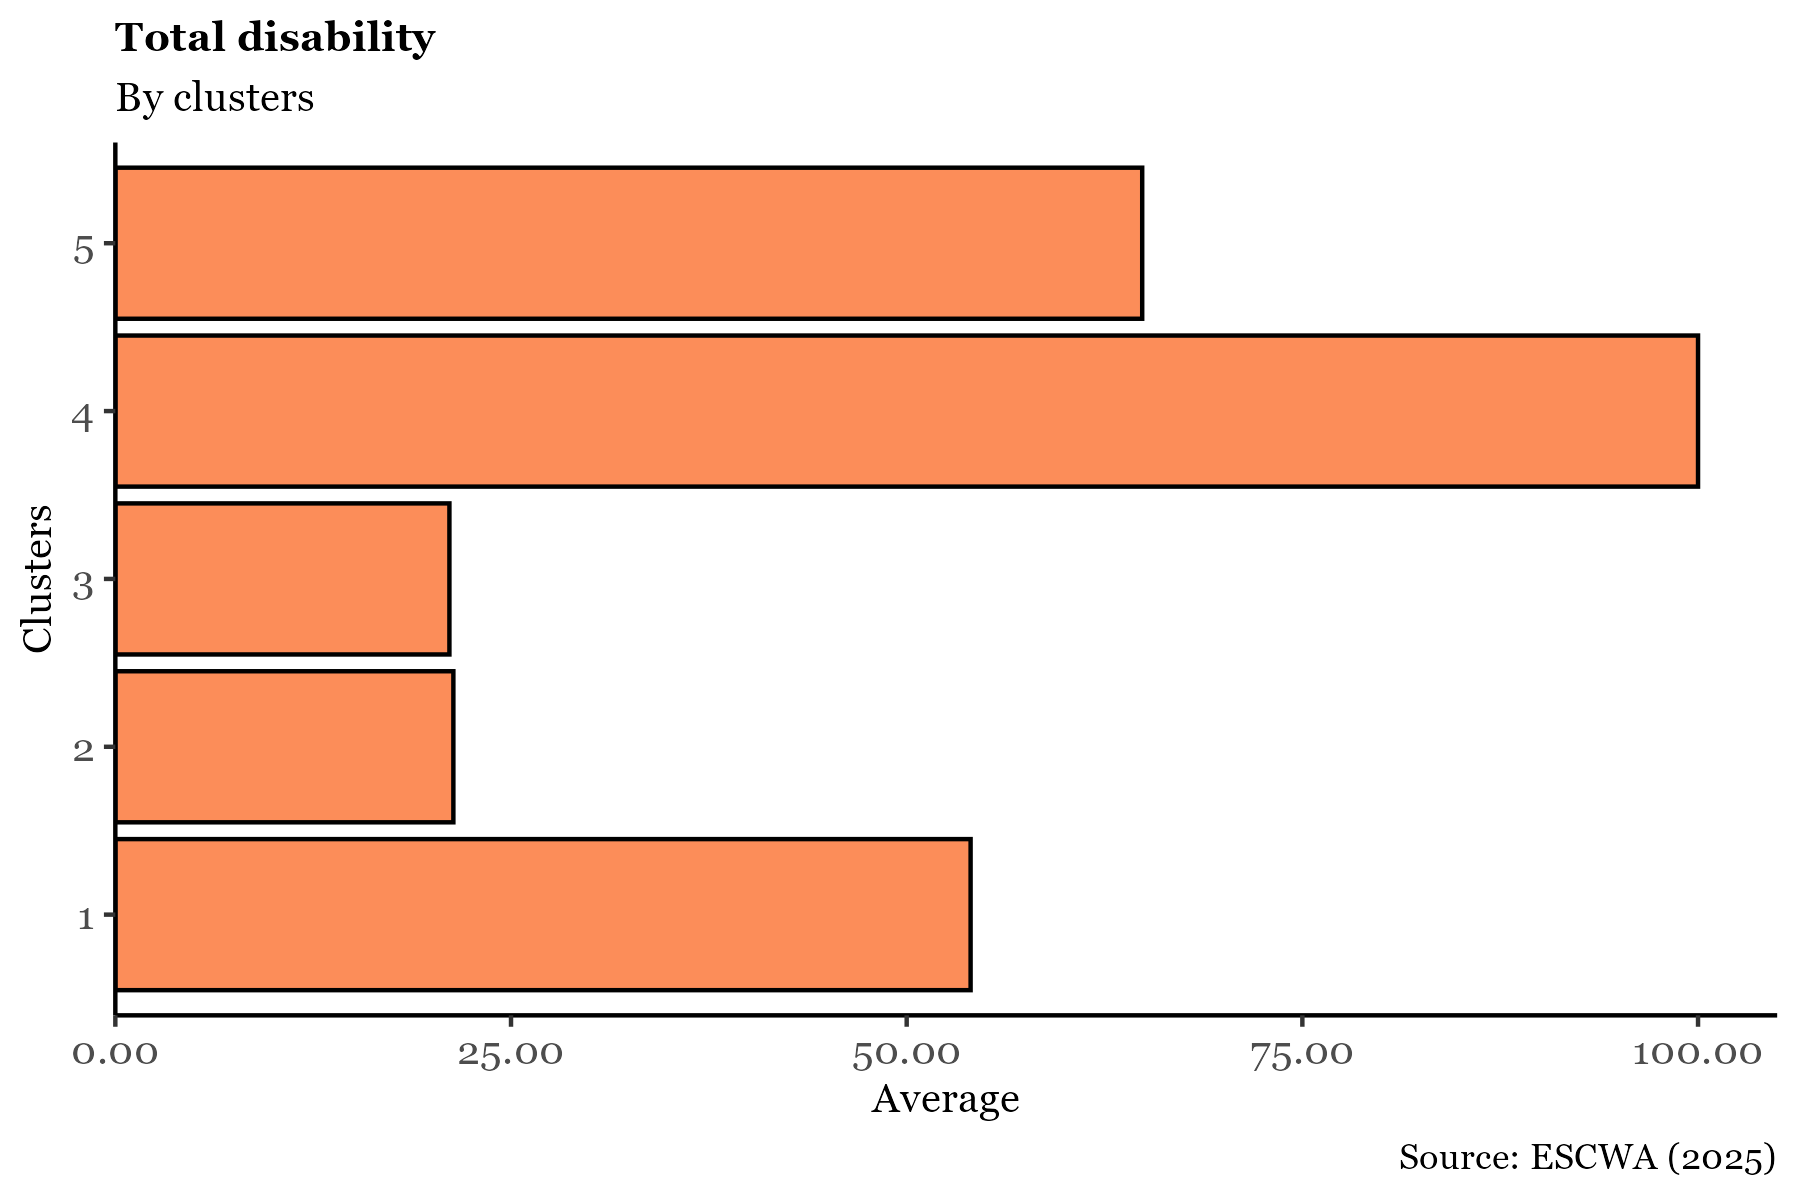 Total disability
By clusters
5
4
3
2
1
Clusters
0.00 25.00 50.00 75.00 100.00
Average
Source: ESCWA (2025)